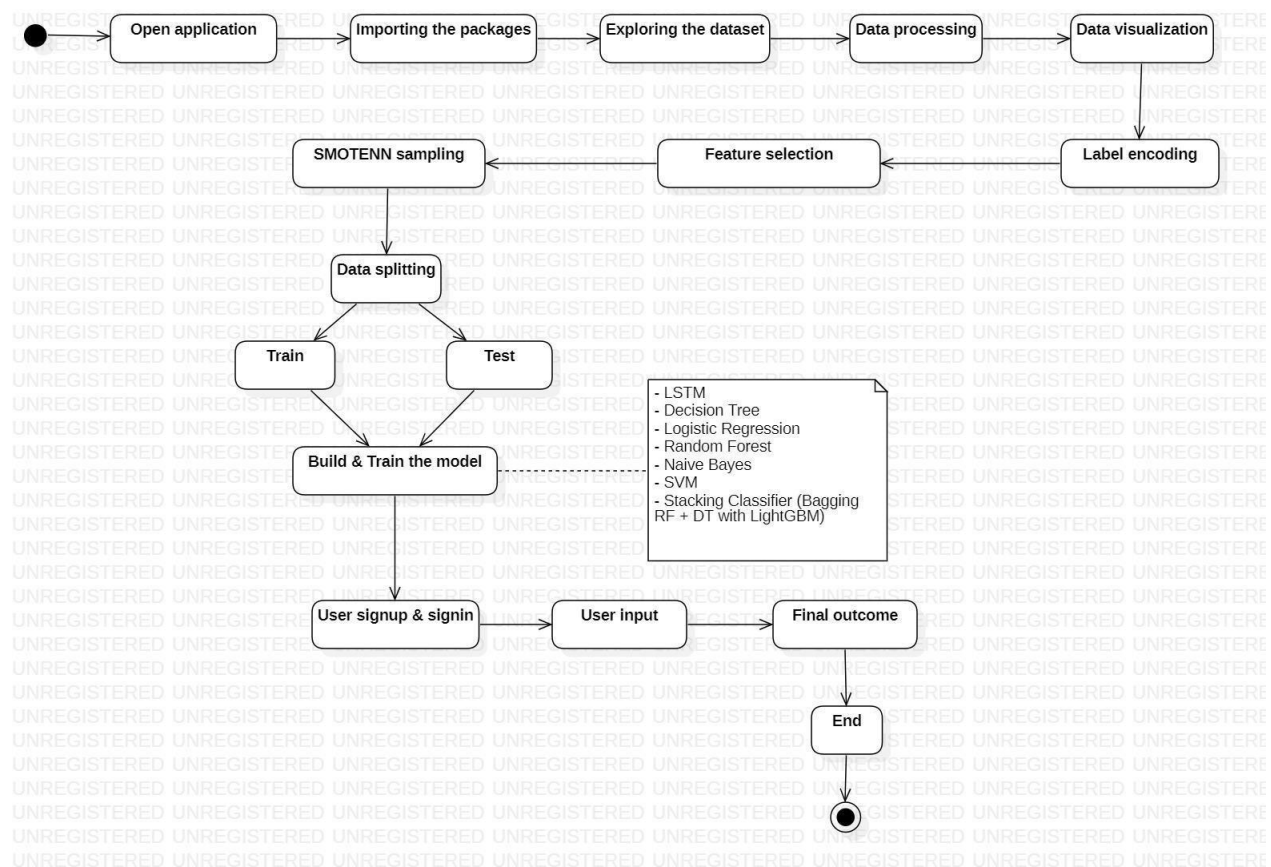 Open application
Importing the packages
Exploring the dataset
Data processing
Data visualization
SMOTENN sampling
Feature selection
Label encoding
Data splitting
Train
Test
- LSTM
- Decision Tree
- Logistic Regression
- Random Forest
- Naive Bayes
- SVM
- Stacking Classifier (Bagging
RF + DT with LightGBM)
Build & Train the model
User signup & signin
User input
Final outcome
End
UNREGISTERED